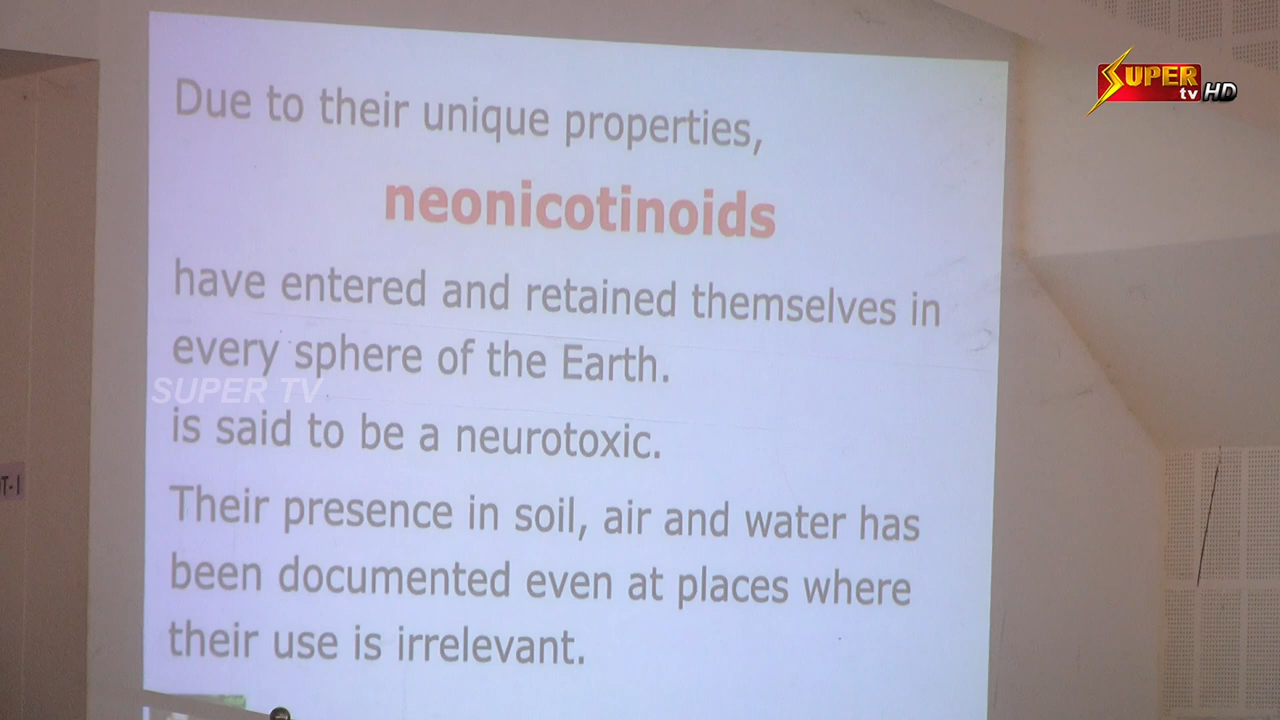 SUPER
tv HD
Due to their unique properties,
neonicotinoids
have entered and retained themselves in
every sphere of the Earth.
SUPER TV
is said to be a neurotoxic.
Their presence in soil, air and water has
been documented even at places where
their use is irrelevant.